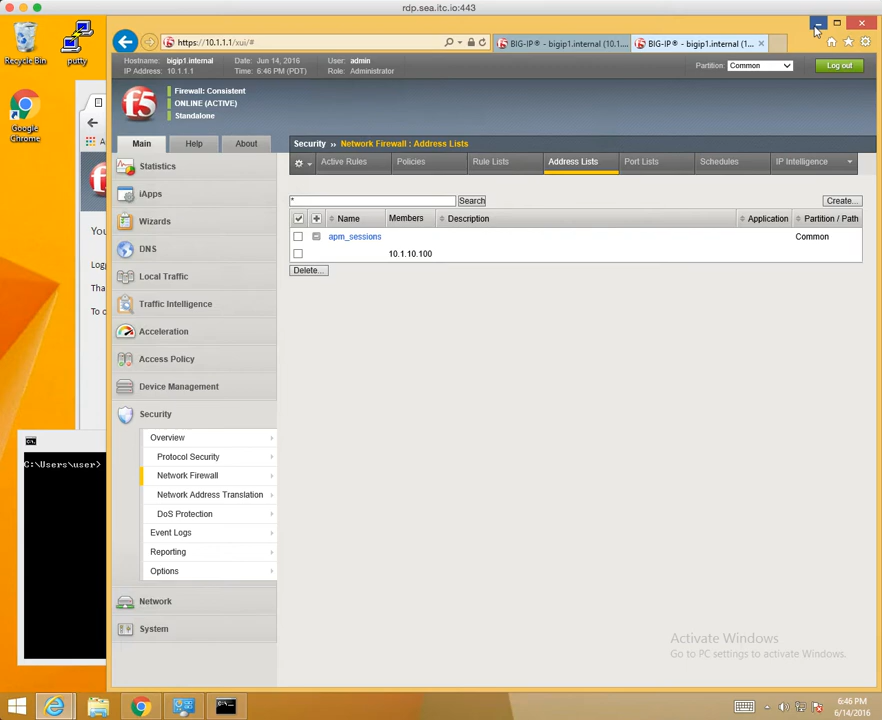 rdp.sea.itc.io:443
Recycle Bin
putty
Google Chrome
https://10.1.1.1/xui/#
BIG-IP® - bigip1.internal (10.1....
BIG-IP® - bigip1.internal (1...
Hostname: bigip1.internal
IP Address: 10.1.1.1
Date: Jun 14, 2016
Time: 6:46 PM (PDT)
User: admin
Role: Administrator
Partition: Common
Log out
f5
Firewall: Consistent
ONLINE (ACTIVE)
Standalone
Main
Help
About
Security ›› Network Firewall : Address Lists
Active Rules
Policies
Rule Lists
Address Lists
Port Lists
Schedules
IP Intelligence
*
Search
Create...
Name
Members
Description
Application
Partition / Path
apm_sessions
Common
10.1.10.100
Delete...
Statistics
iApps
Wizards
DNS
Local Traffic
Traffic Intelligence
Acceleration
Access Policy
Device Management
Security
Overview
Protocol Security
Network Firewall
Network Address Translation
DoS Protection
Event Logs
Reporting
Options
Network
System
You
Logg
Tha
To c
C:\Users\user>
Activate Windows
Go to PC settings to activate Windows.
6:46 PM
6/14/2016